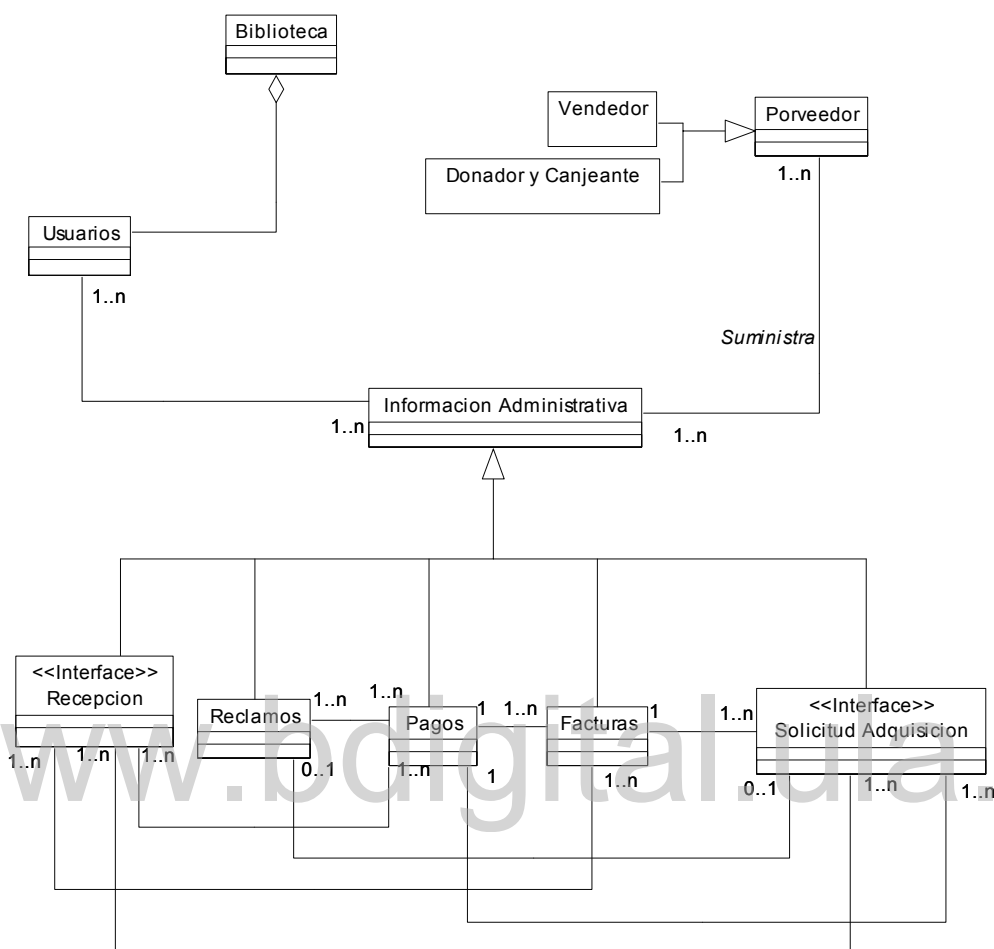 Biblioteca
Vendedor
Porveedor
Donador y Canjeante
1..n
Usuarios
1..n
Suministra
Informacion Administrativa
1..n
1..n
<<Interface>>
Recepcion
Reclamos
1..n
1..n
Pagos
1
1..n
Facturas
1
1..n
<<Interface>>
Solicitud Adquisicion
1..n
1..n
1..n
0..1
1..n
1
1..n
0..1
1..n
1..n
ww.bdigital.ula.